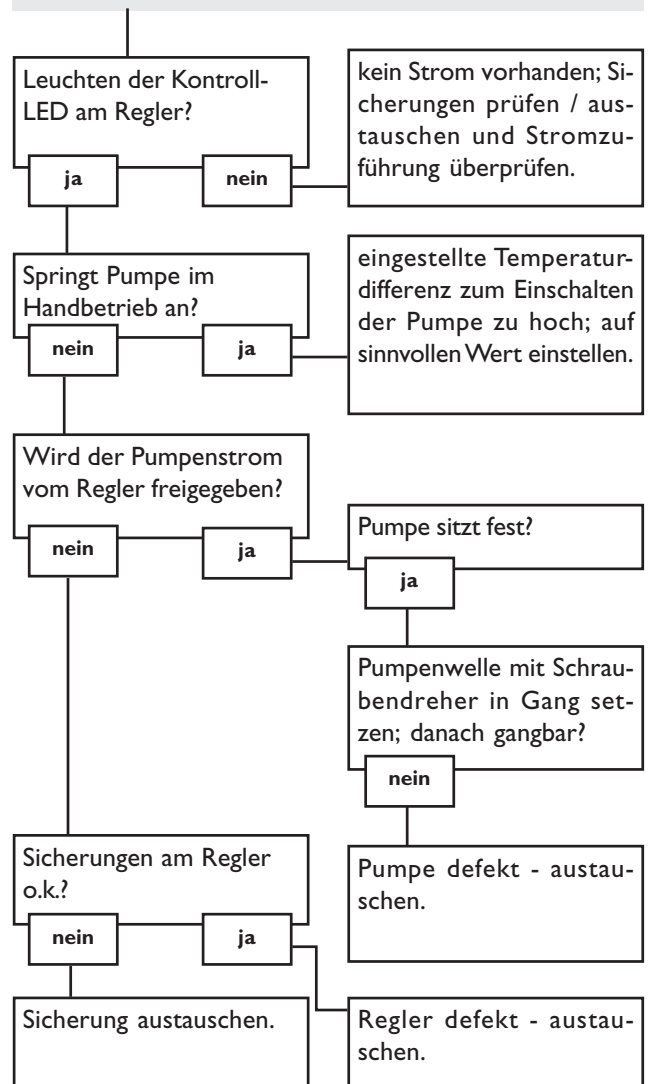 Leuchten der Kontroll-
LED am Regler?
ja
nein
kein Strom vorhanden; Si-
cherungen prüfen / aus-
tauschen und Stromzu-
führung überprüfen.
Springt Pumpe im
Handbetrieb an?
nein
ja
eingestellte Temperatur-
differenz zum Einschalten
der Pumpe zu hoch; auf
sinnvollen Wert einstellen.
Wird der Pumpenstrom
vom Regler freigegeben?
nein
ja
Pumpe sitzt fest?
ja
Pumpenwelle mit Schrau-
bendreher in Gang set-
zen; danach gangbar?
nein
Pumpe defekt - austau-
schen.
Sicherungen am Regler
o.k.?
nein
ja
Sicherung austauschen.
Regler defekt - austau-
schen.